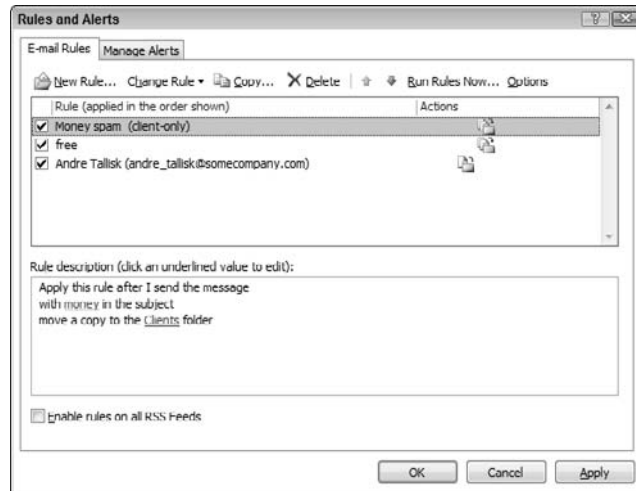 Rules and Alerts
E-mail Rules Manage Alerts
New Rule... Change Rule Copy... Delete Run Rules Now... Options
Rule (applied in the order shown) Actions
Money spam (client-only)
free
Andre Tallisk (andre_tallisk@somecompany.com)
Rule description (click an underlined value to edit):
Apply this rule after I send the message
with money in the subject
move a copy to the Clients folder
Enable rules on all RSS Feeds
OK Cancel Apply